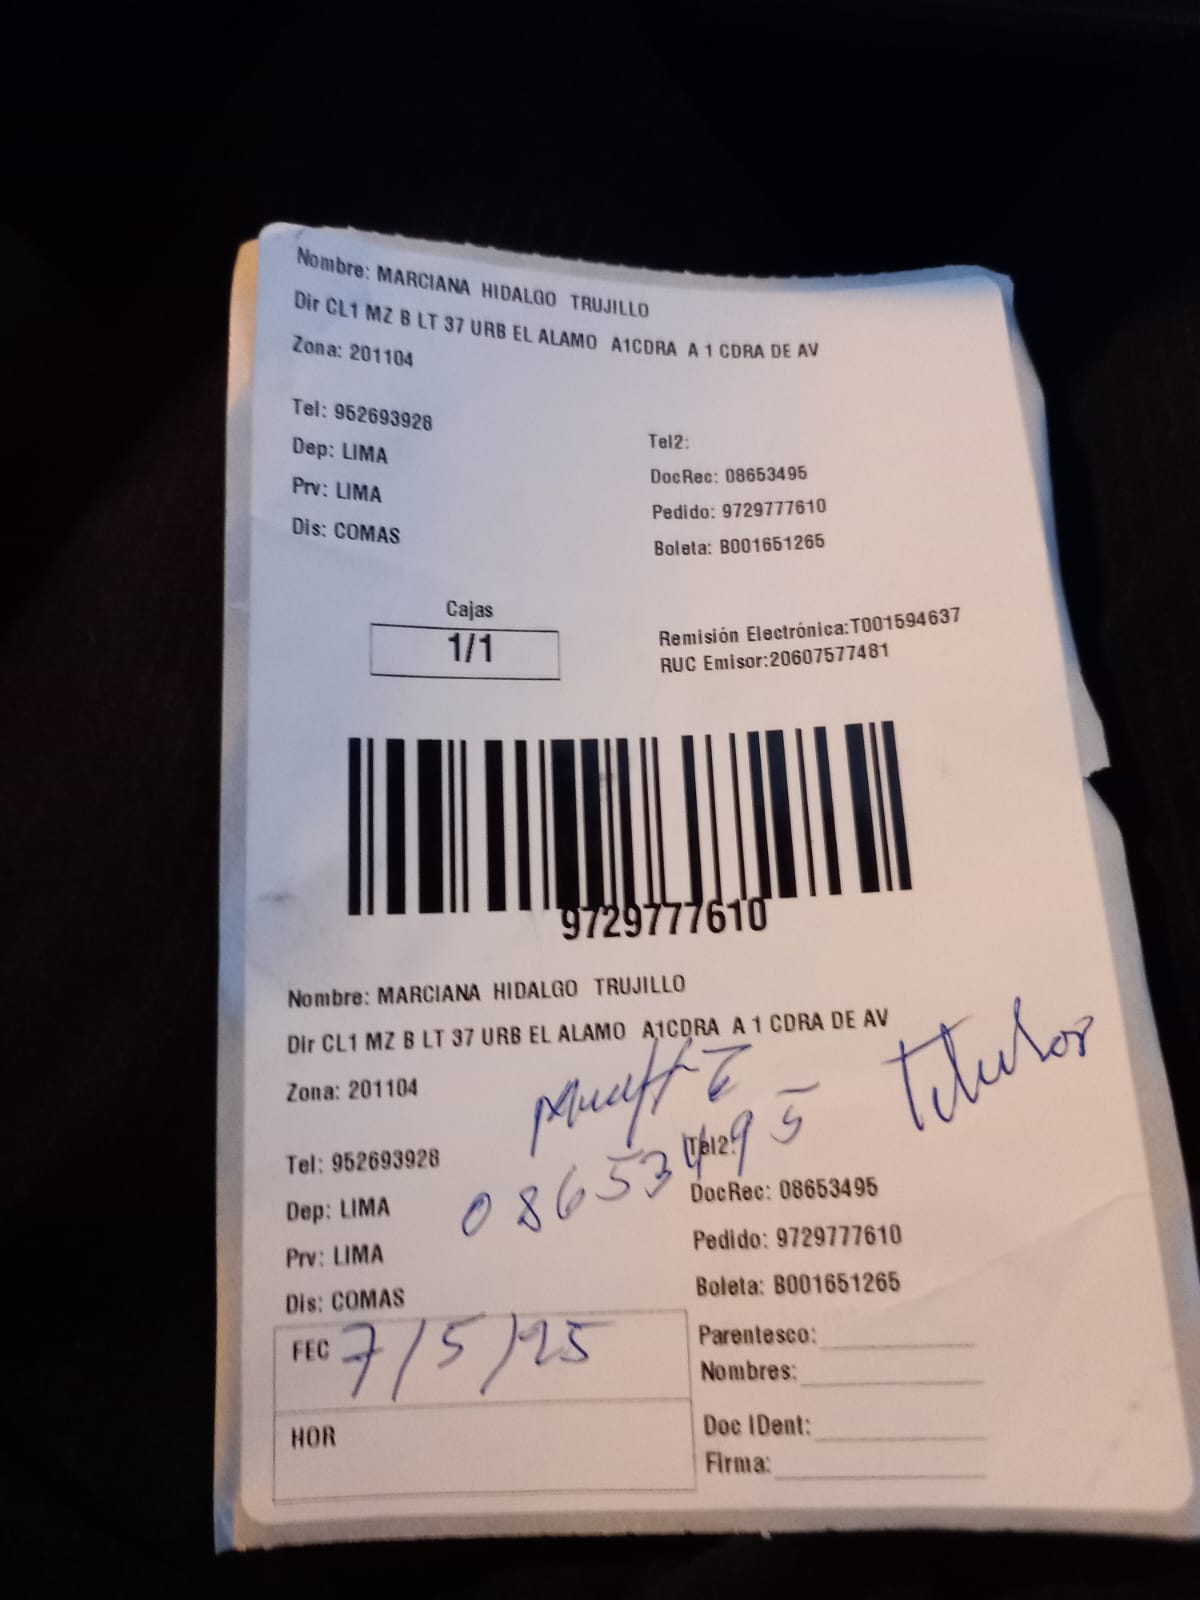 Nombre: MARCIANA HIDALGO TRUJILLO
Dir CL1 MZ B LT 37 URB EL ALAMO A1CDRA A 1 CDRA DE AV
Zona: 201104
Tel: 952693928
Tel2:
Dep: LIMA
DocRec: 08653495
Prv: LIMA
Pedido: 9729777610
Dis: COMAS
Boleta: B001651265
Cajas
1/1
Remisión Electrónica:T001594637
RUC Emisor:20607577481
9729777610
Nombre: MARCIANA HIDALGO TRUJILLO
Dir CL1 MZ B LT 37 URB EL ALAMO A1CDRA A 1 CDRA DE AV
Zona: 201104
titular
08653495
Tel: 952693928
Tel2:
Dep: LIMA
DocRec: 08653495
Prv: LIMA
Pedido: 9729777610
Dis: COMAS
Boleta: B001651265
FEC 7/5/25
Parentesco:
Nombres:
HOR
Doc IDent:
Firma: